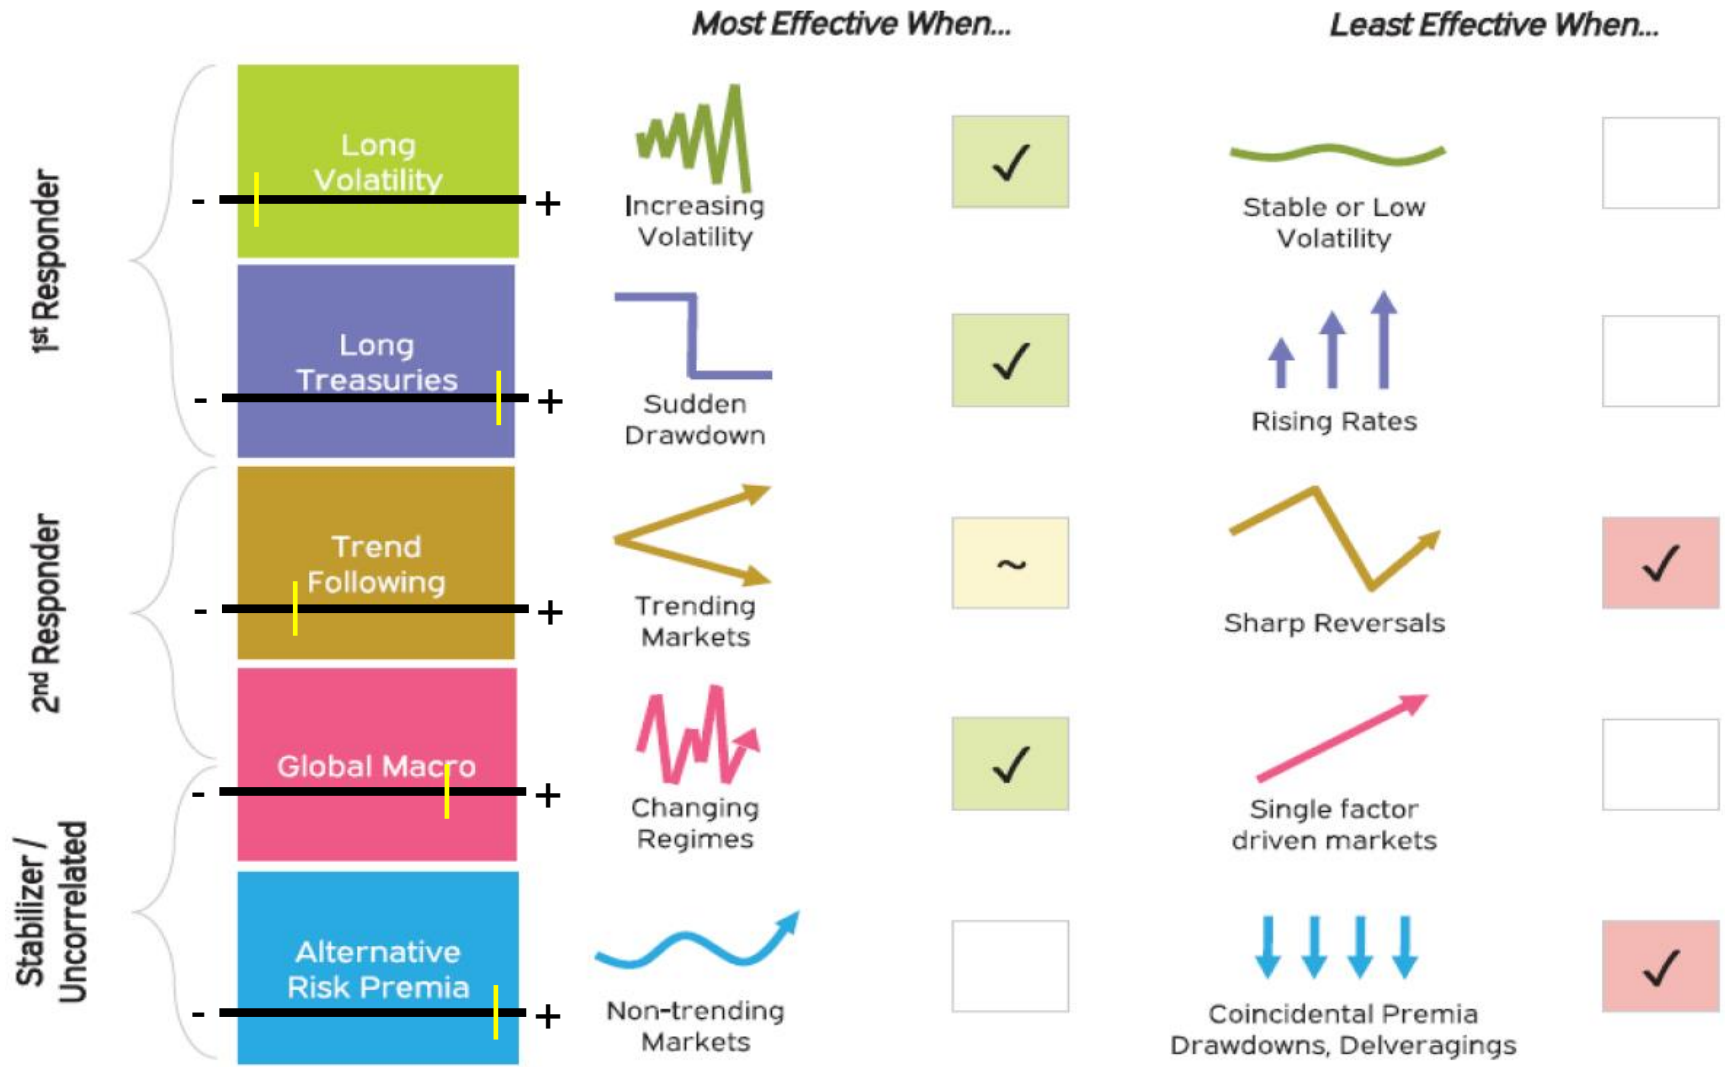 Most Effective When...
Least Effective When...
1st Responder
Long
Volatility
- +
Increasing
Volatility
✓
Stable or Low
Volatility
Long
Treasuries
- +
Sudden
Drawdown
✓
Rising Rates
2nd Responder
Trend
Following
- +
Trending
Markets
~
Sharp Reversals
✓
Global Macro
- +
Changing
Regimes
✓
Single factor
driven markets
Stabilizer /
Uncorrelated
Alternative
Risk Premia
- +
Non-trending
Markets
Coincidental Premia
Drawdowns, Delveragings
✓